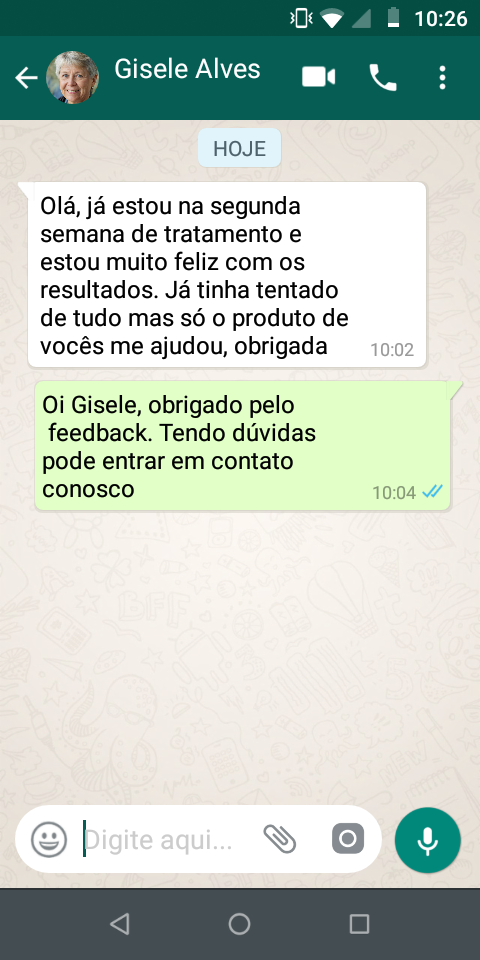 10:26
Gisele Alves
HOJE
Olá, já estou na segunda
semana de tratamento e
estou muito feliz com os
resultados. Já tinha tentado
de tudo mas só o produto de
vocês me ajudou, obrigada
10:02
Oi Gisele, obrigado pelo
feedback. Tendo dúvidas
pode entrar em contato
conosco
10:04
Digite aqui...